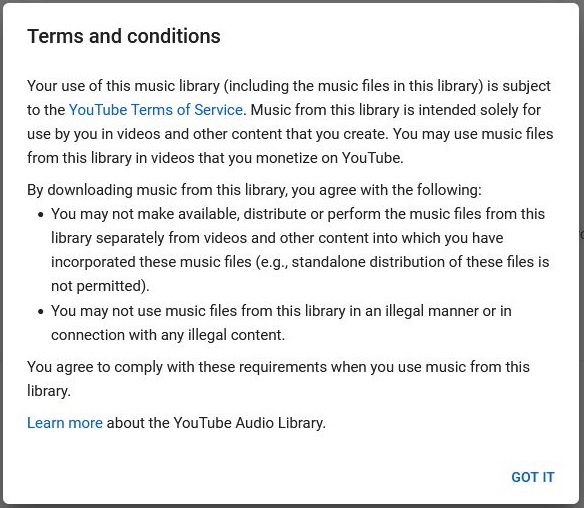 Terms and conditions
Your use of this music library (including the music files in this library) is subject
to the YouTube Terms of Service. Music from this library is intended solely for
use by you in videos and other content that you create. You may use music files
from this library in videos that you monetize on YouTube.
By downloading music from this library, you agree with the following:
• You may not make available, distribute or perform the music files from this
library separately from videos and other content into which you have
incorporated these music files (e.g., standalone distribution of these files is
not permitted).
• You may not use music files from this library in an illegal manner or in
connection with any illegal content.
You agree to comply with these requirements when you use music from this
library.
Learn more about the YouTube Audio Library.
GOT IT